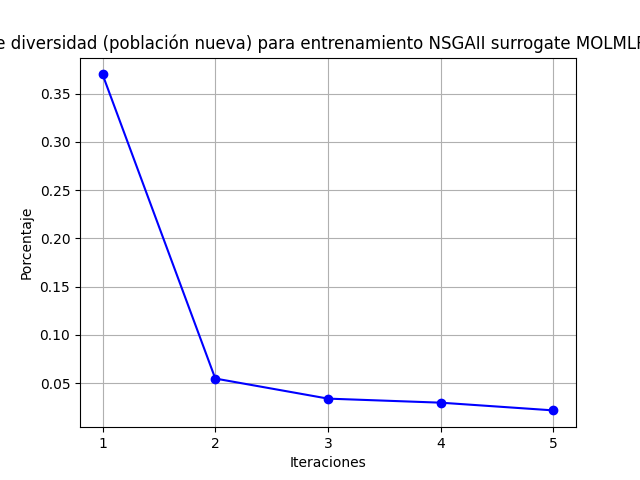 e diversidad (población nueva) para entrenamiento NSGAII surrogate MOLML
0.35
0.30
0.25
0.20
0.15
0.10
0.05
Porcentaje
1 2 3 4 5
Iteraciones